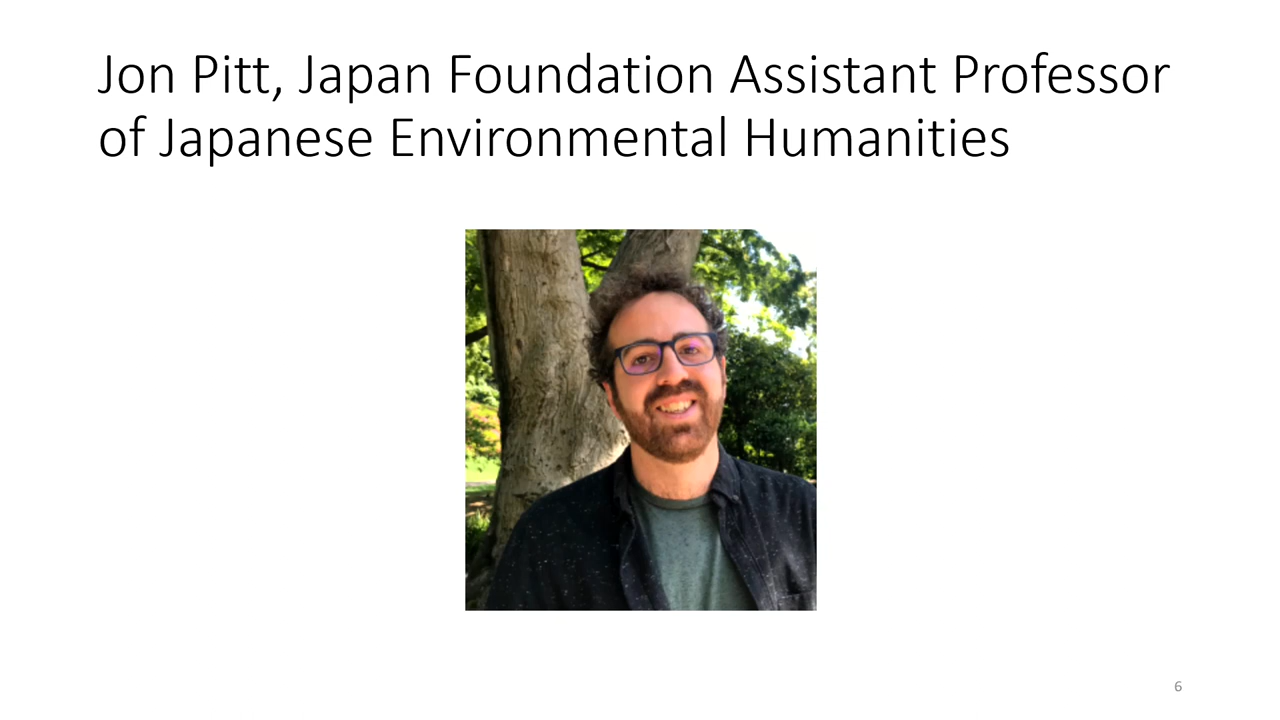 Jon Pitt, Japan Foundation Assistant Professor
of Japanese Environmental Humanities
6